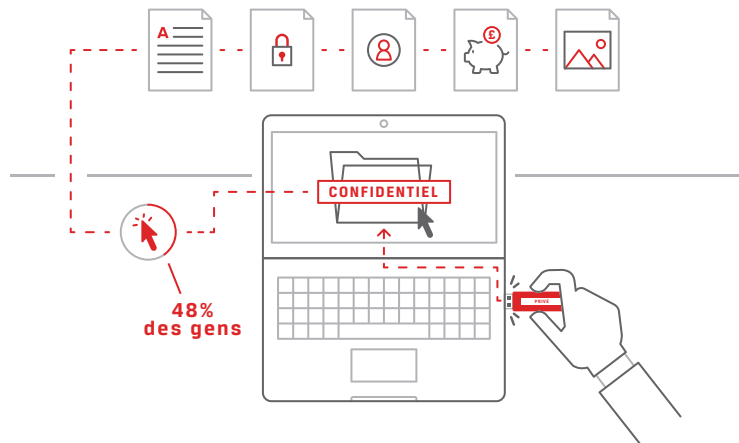 A
£
CONFIDENTIEL
PRIVÉ
48%
des gens